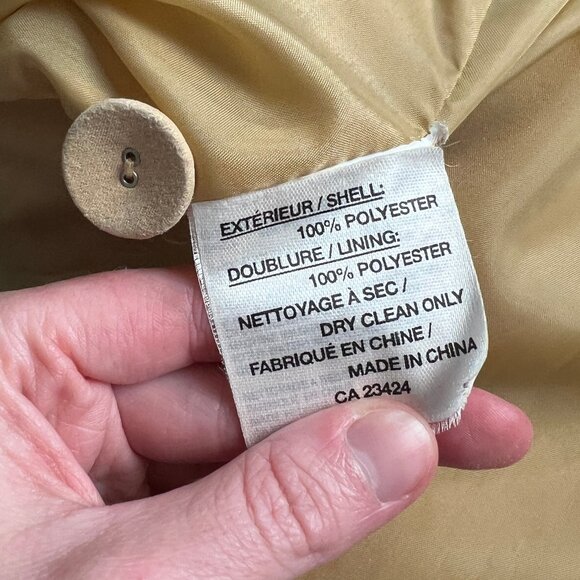 EXTÉRIEUR / SHELL:
100% POLYESTER
DOUBLURE / LINING:
100% POLYESTER
NETTOYAGE À SEC /
DRY CLEAN ONLY
FABRIQUÉ EN CHINE /
MADE IN CHINA
CA 23424